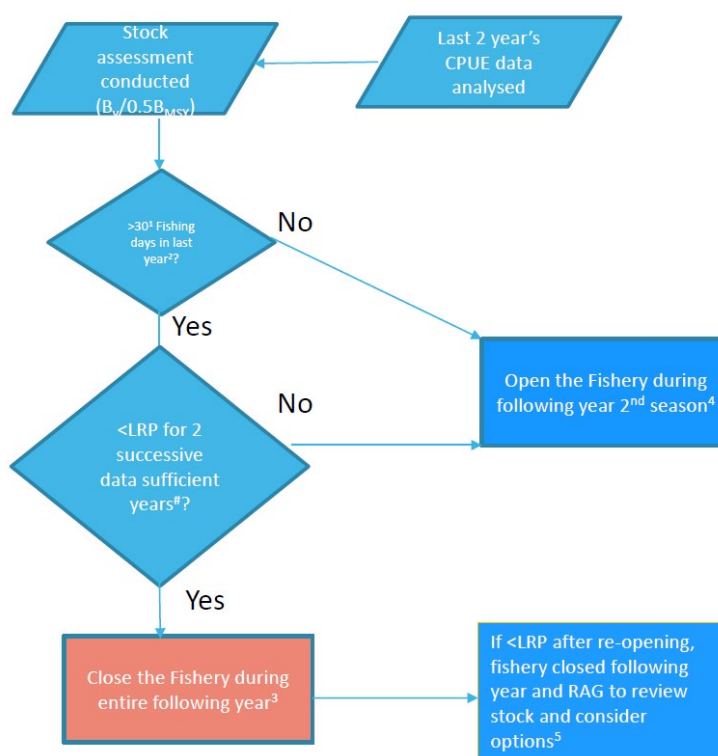 Stock
assessment
conducted
(Bᵧ/0.5B_MSY)
Last 2 year’s
CPUE data
analysed
>30¹ Fishing
days in last
year²?
No
Yes
Open the Fishery during
following year 2ⁿᵈ season⁴
<LRP for 2
successive
data sufficient
years^#?
No
Yes
Close the Fishery during
entire following year³
If <LRP after re-opening,
fishery closed following
year and RAG to review
stock and consider
options⁵